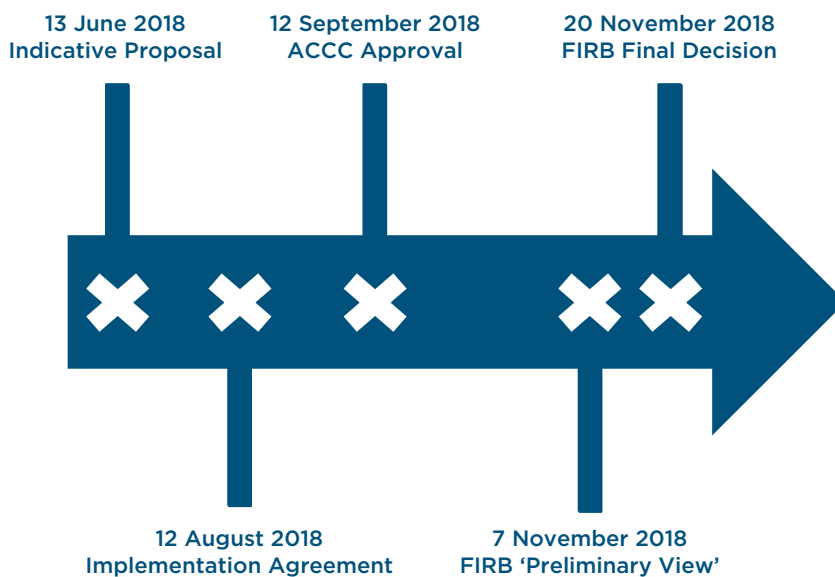 13 June 2018
Indicative Proposal
12 September 2018
ACCC Approval
20 November 2018
FIRB Final Decision
12 August 2018
Implementation Agreement
7 November 2018
FIRB ‘Preliminary View’